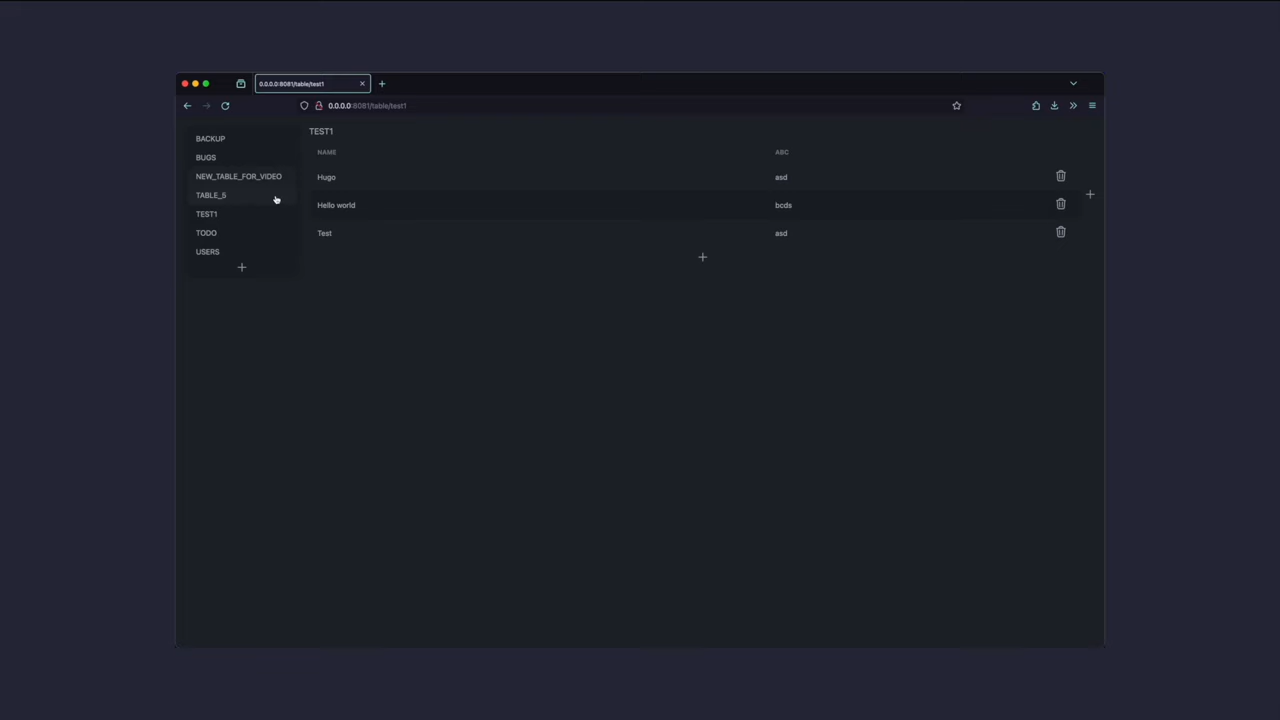 0.0.0.0:8081/table/test1
0.0.0.0:8081/table/test1
BACKUP
BUGS
NEW_TABLE_FOR_VIDEO
TABLE_5
TEST1
TODO
USERS
TEST1
NAME ABC
Hugo asd
Hello world bcds
Test asd